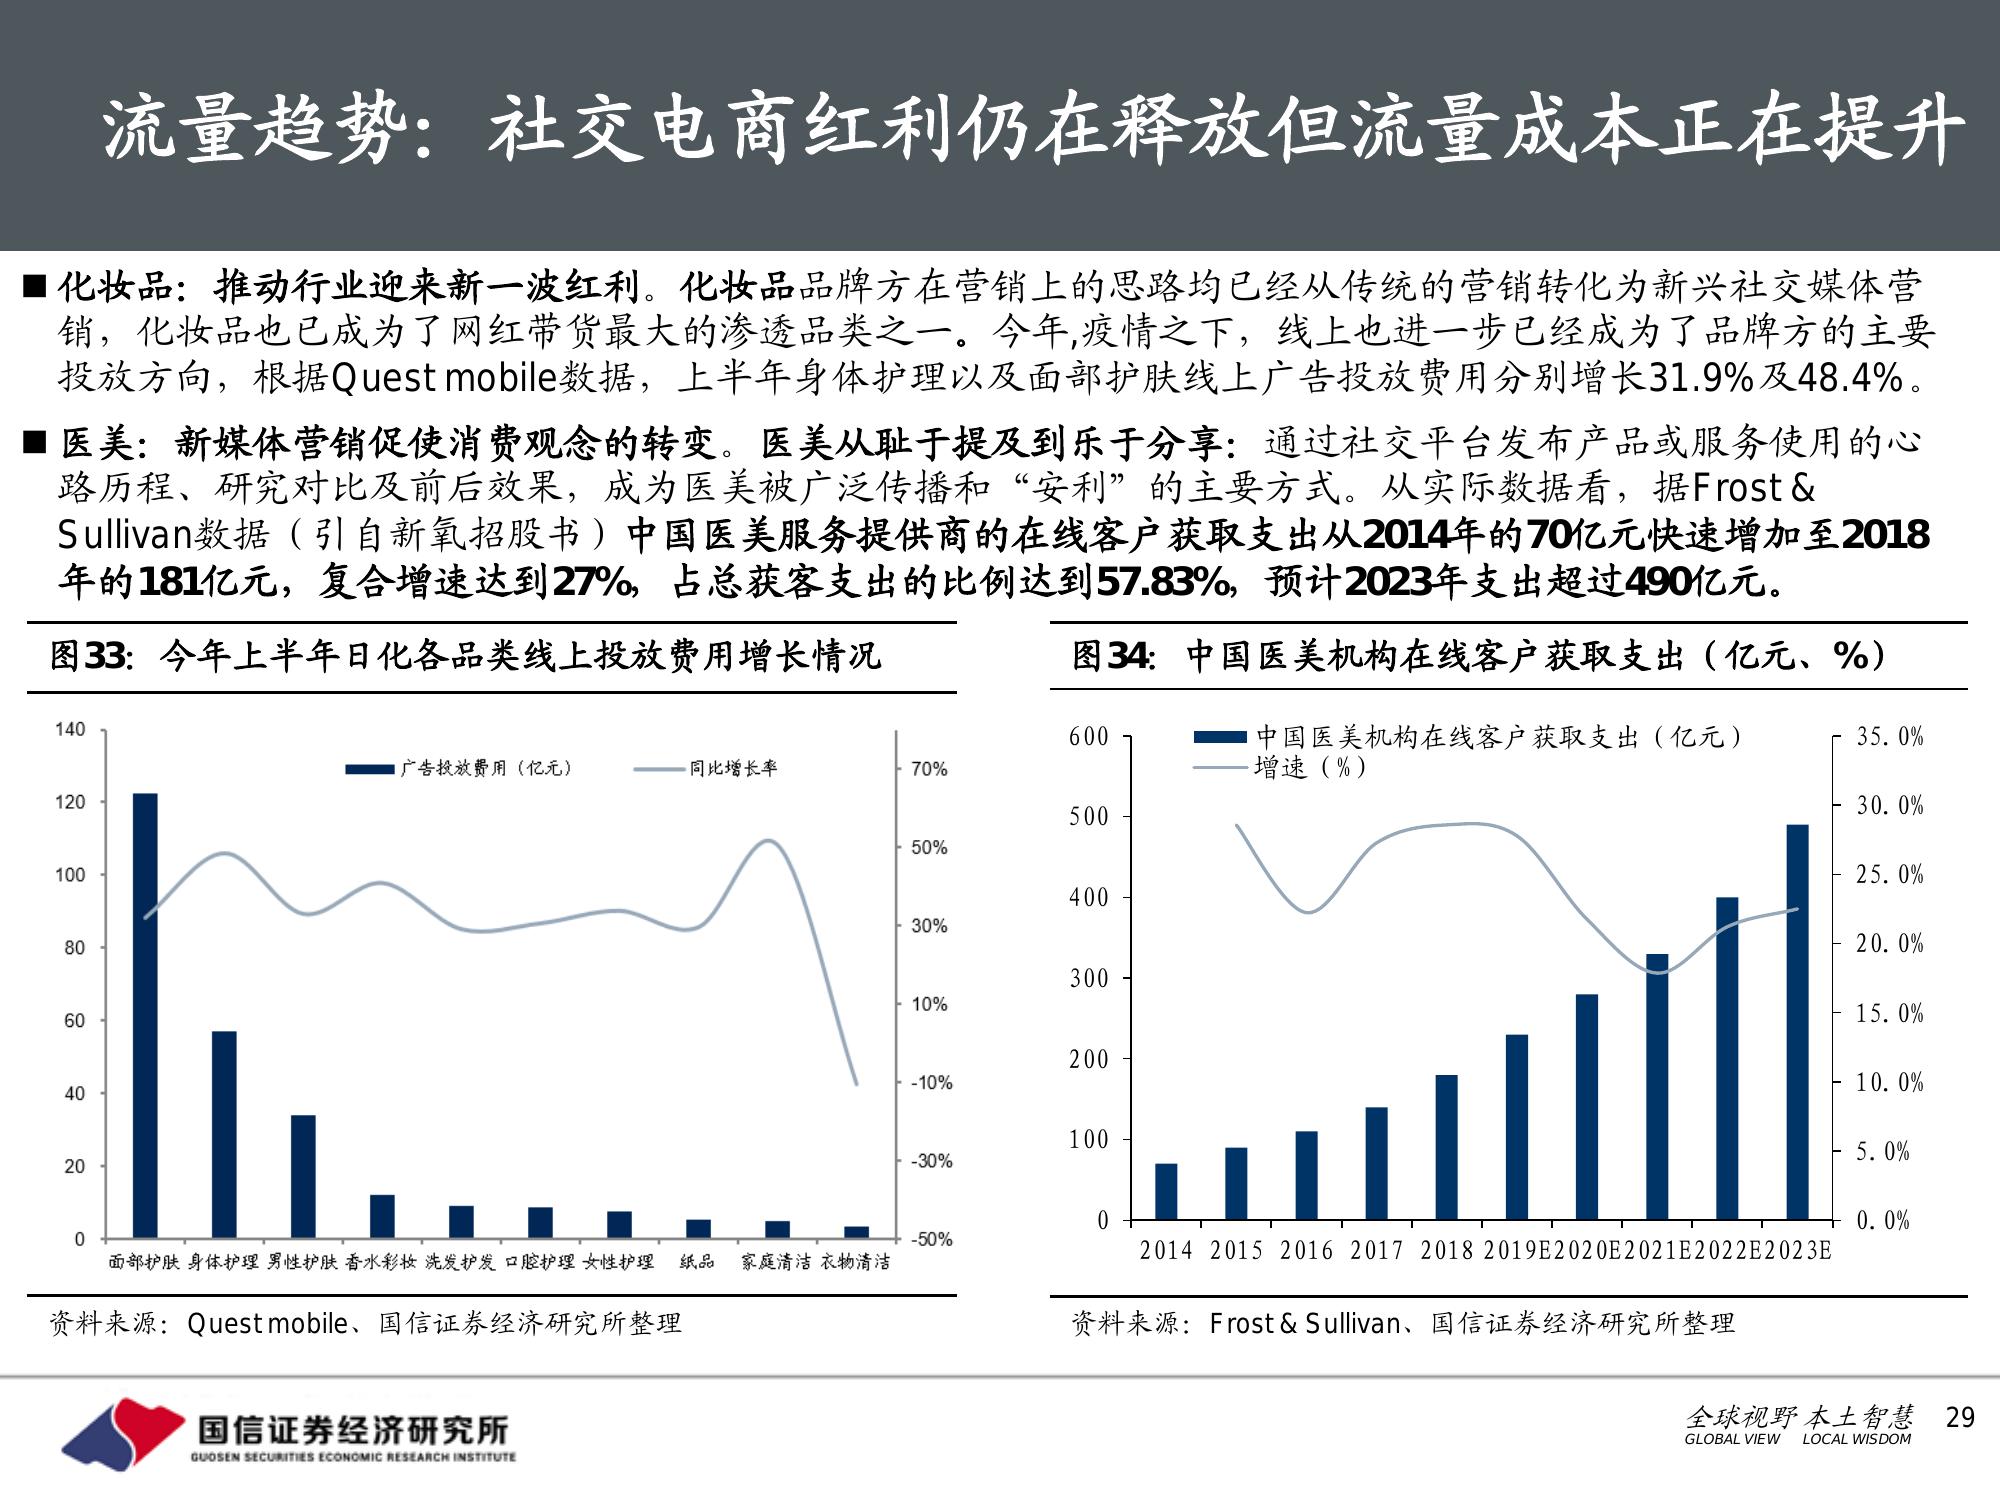 流量趋势：社交电商红利仍在释放但流量成本正在提升
■ 化妆品：推动行业迎来新一波红利。化妆品品牌方在营销上的思路均已经从传统的营销转化为新兴社交媒体营
销，化妆品也已成为了网红带货最大的渗透品类之一。今年,疫情之下，线上也进一步已经成为了品牌方的主要
投放方向，根据Quest mobile数据，上半年身体护理以及面部护肤线上广告投放费用分别增长31.9%及48.4%。
■ 医美：新媒体营销促使消费观念的转变。医美从耻于提及到乐于分享：通过社交平台发布产品或服务使用的心
路历程、研究对比及前后效果，成为医美被广泛传播和“安利”的主要方式。从实际数据看，据Frost &
Sullivan数据（引自新氧招股书）中国医美服务提供商的在线客户获取支出从2014年的70亿元快速增加至2018
年的181亿元，复合增速达到27%，占总获客支出的比例达到57.83%，预计2023年支出超过490亿元。
图33：今年上半年日化各品类线上投放费用增长情况
140
120
100
80
60
40
20
0
广告投放费用（亿元）
同比增长率
70%
50%
30%
10%
-10%
-30%
-50%
面部护肤 身体护理 男性护肤 香水彩妆 洗发护发 口腔护理 女性护理 纸品 家庭清洁 衣物清洁
资料来源：Quest mobile、国信证券经济研究所整理
图34：中国医美机构在线客户获取支出（亿元、%）
600
500
400
300
200
100
0
中国医美机构在线客户获取支出（亿元）
增速（%）
35.0%
30.0%
25.0%
20.0%
15.0%
10.0%
5.0%
0.0%
2014 2015 2016 2017 2018 2019E 2020E 2021E 2022E 2023E
资料来源：Frost & Sullivan、国信证券经济研究所整理
国信证券经济研究所
GUOSEN SECURITIES ECONOMIC RESEARCH INSTITUTE
全球视野 本土智慧
GLOBAL VIEW LOCAL WISDOM
29